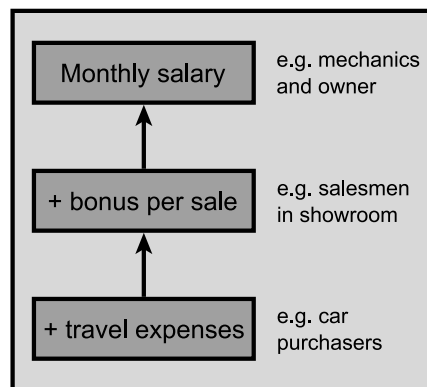 Monthly salary
e.g. mechanics
and owner
+ bonus per sale
e.g. salesmen
in showroom
+ travel expenses
e.g. car
purchasers